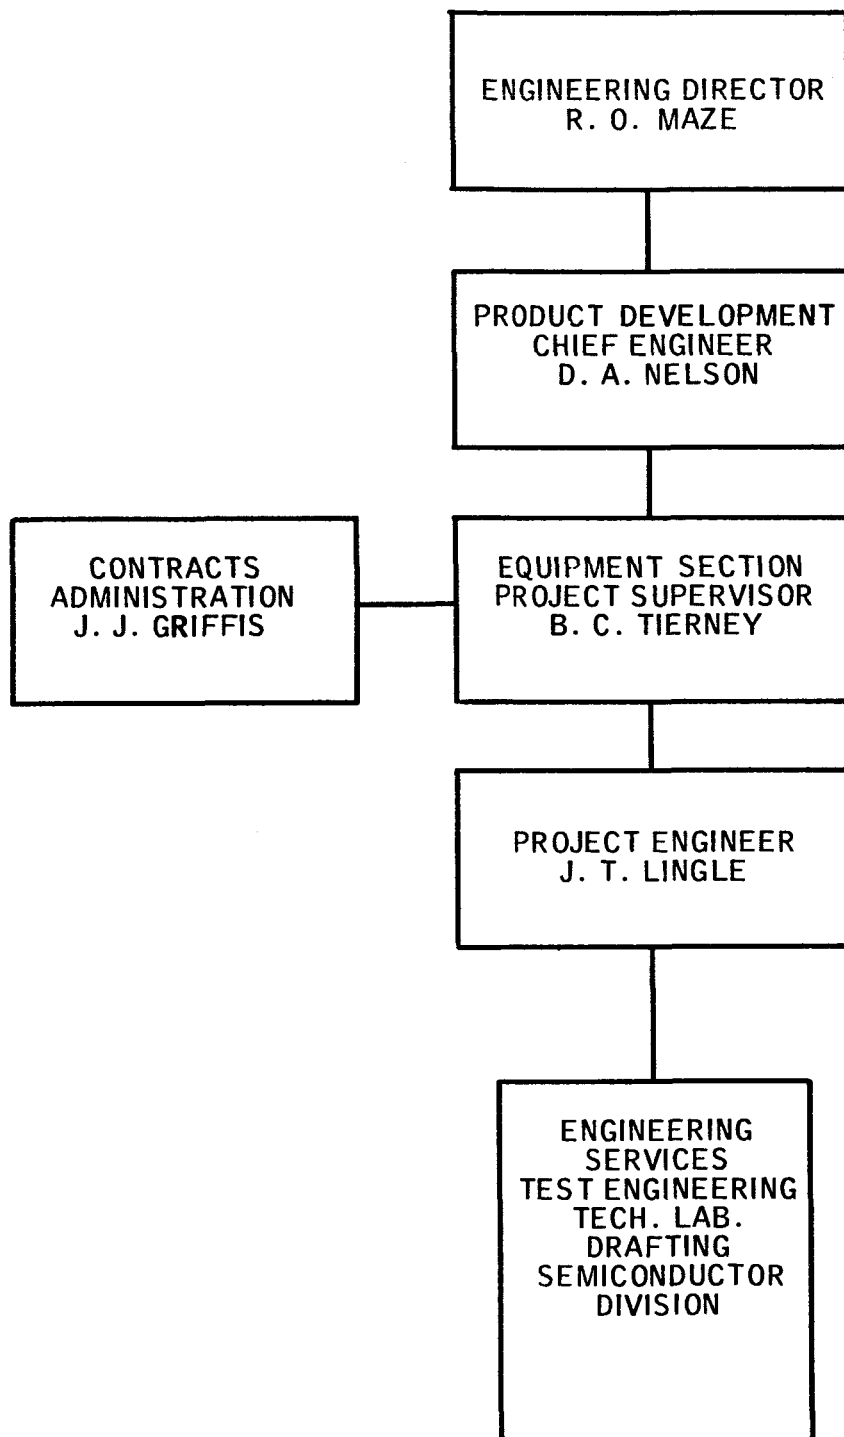 ENGINEERING DIRECTOR
R. O. MAZE
PRODUCT DEVELOPMENT
CHIEF ENGINEER
D. A. NELSON
CONTRACTS
ADMINISTRATION
J. J. GRIFFIS
EQUIPMENT SECTION
PROJECT SUPERVISOR
B. C. TIERNEY
PROJECT ENGINEER
J. T. LINGLE
ENGINEERING
SERVICES
TEST ENGINEERING
TECH. LAB.
DRAFTING
SEMICONDUCTOR
DIVISION